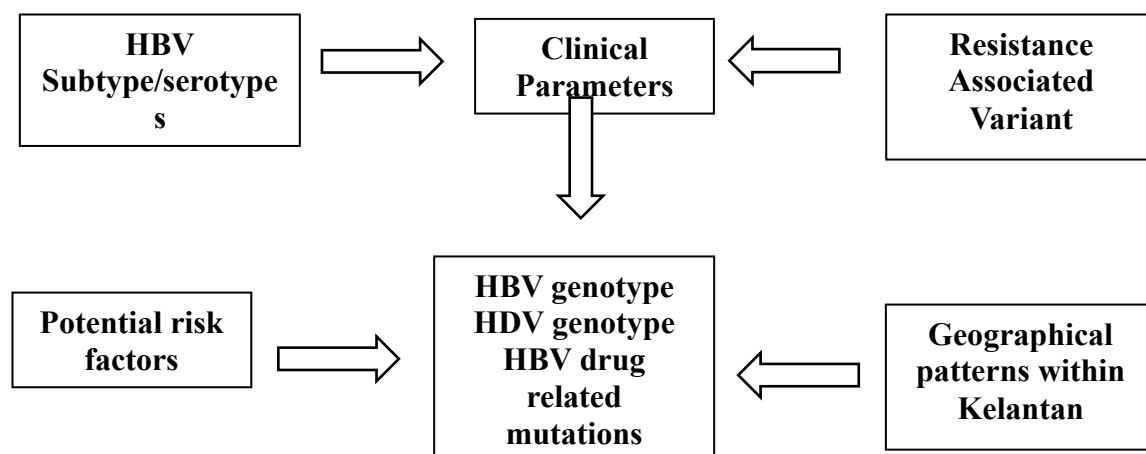 HBV
Subtype/serotype
s
Clinical
Parameters
Resistance
Associated
Variant
Potential risk
factors
HBV genotype
HDV genotype
HBV drug
related
mutations
Geographical
patterns within
Kelantan